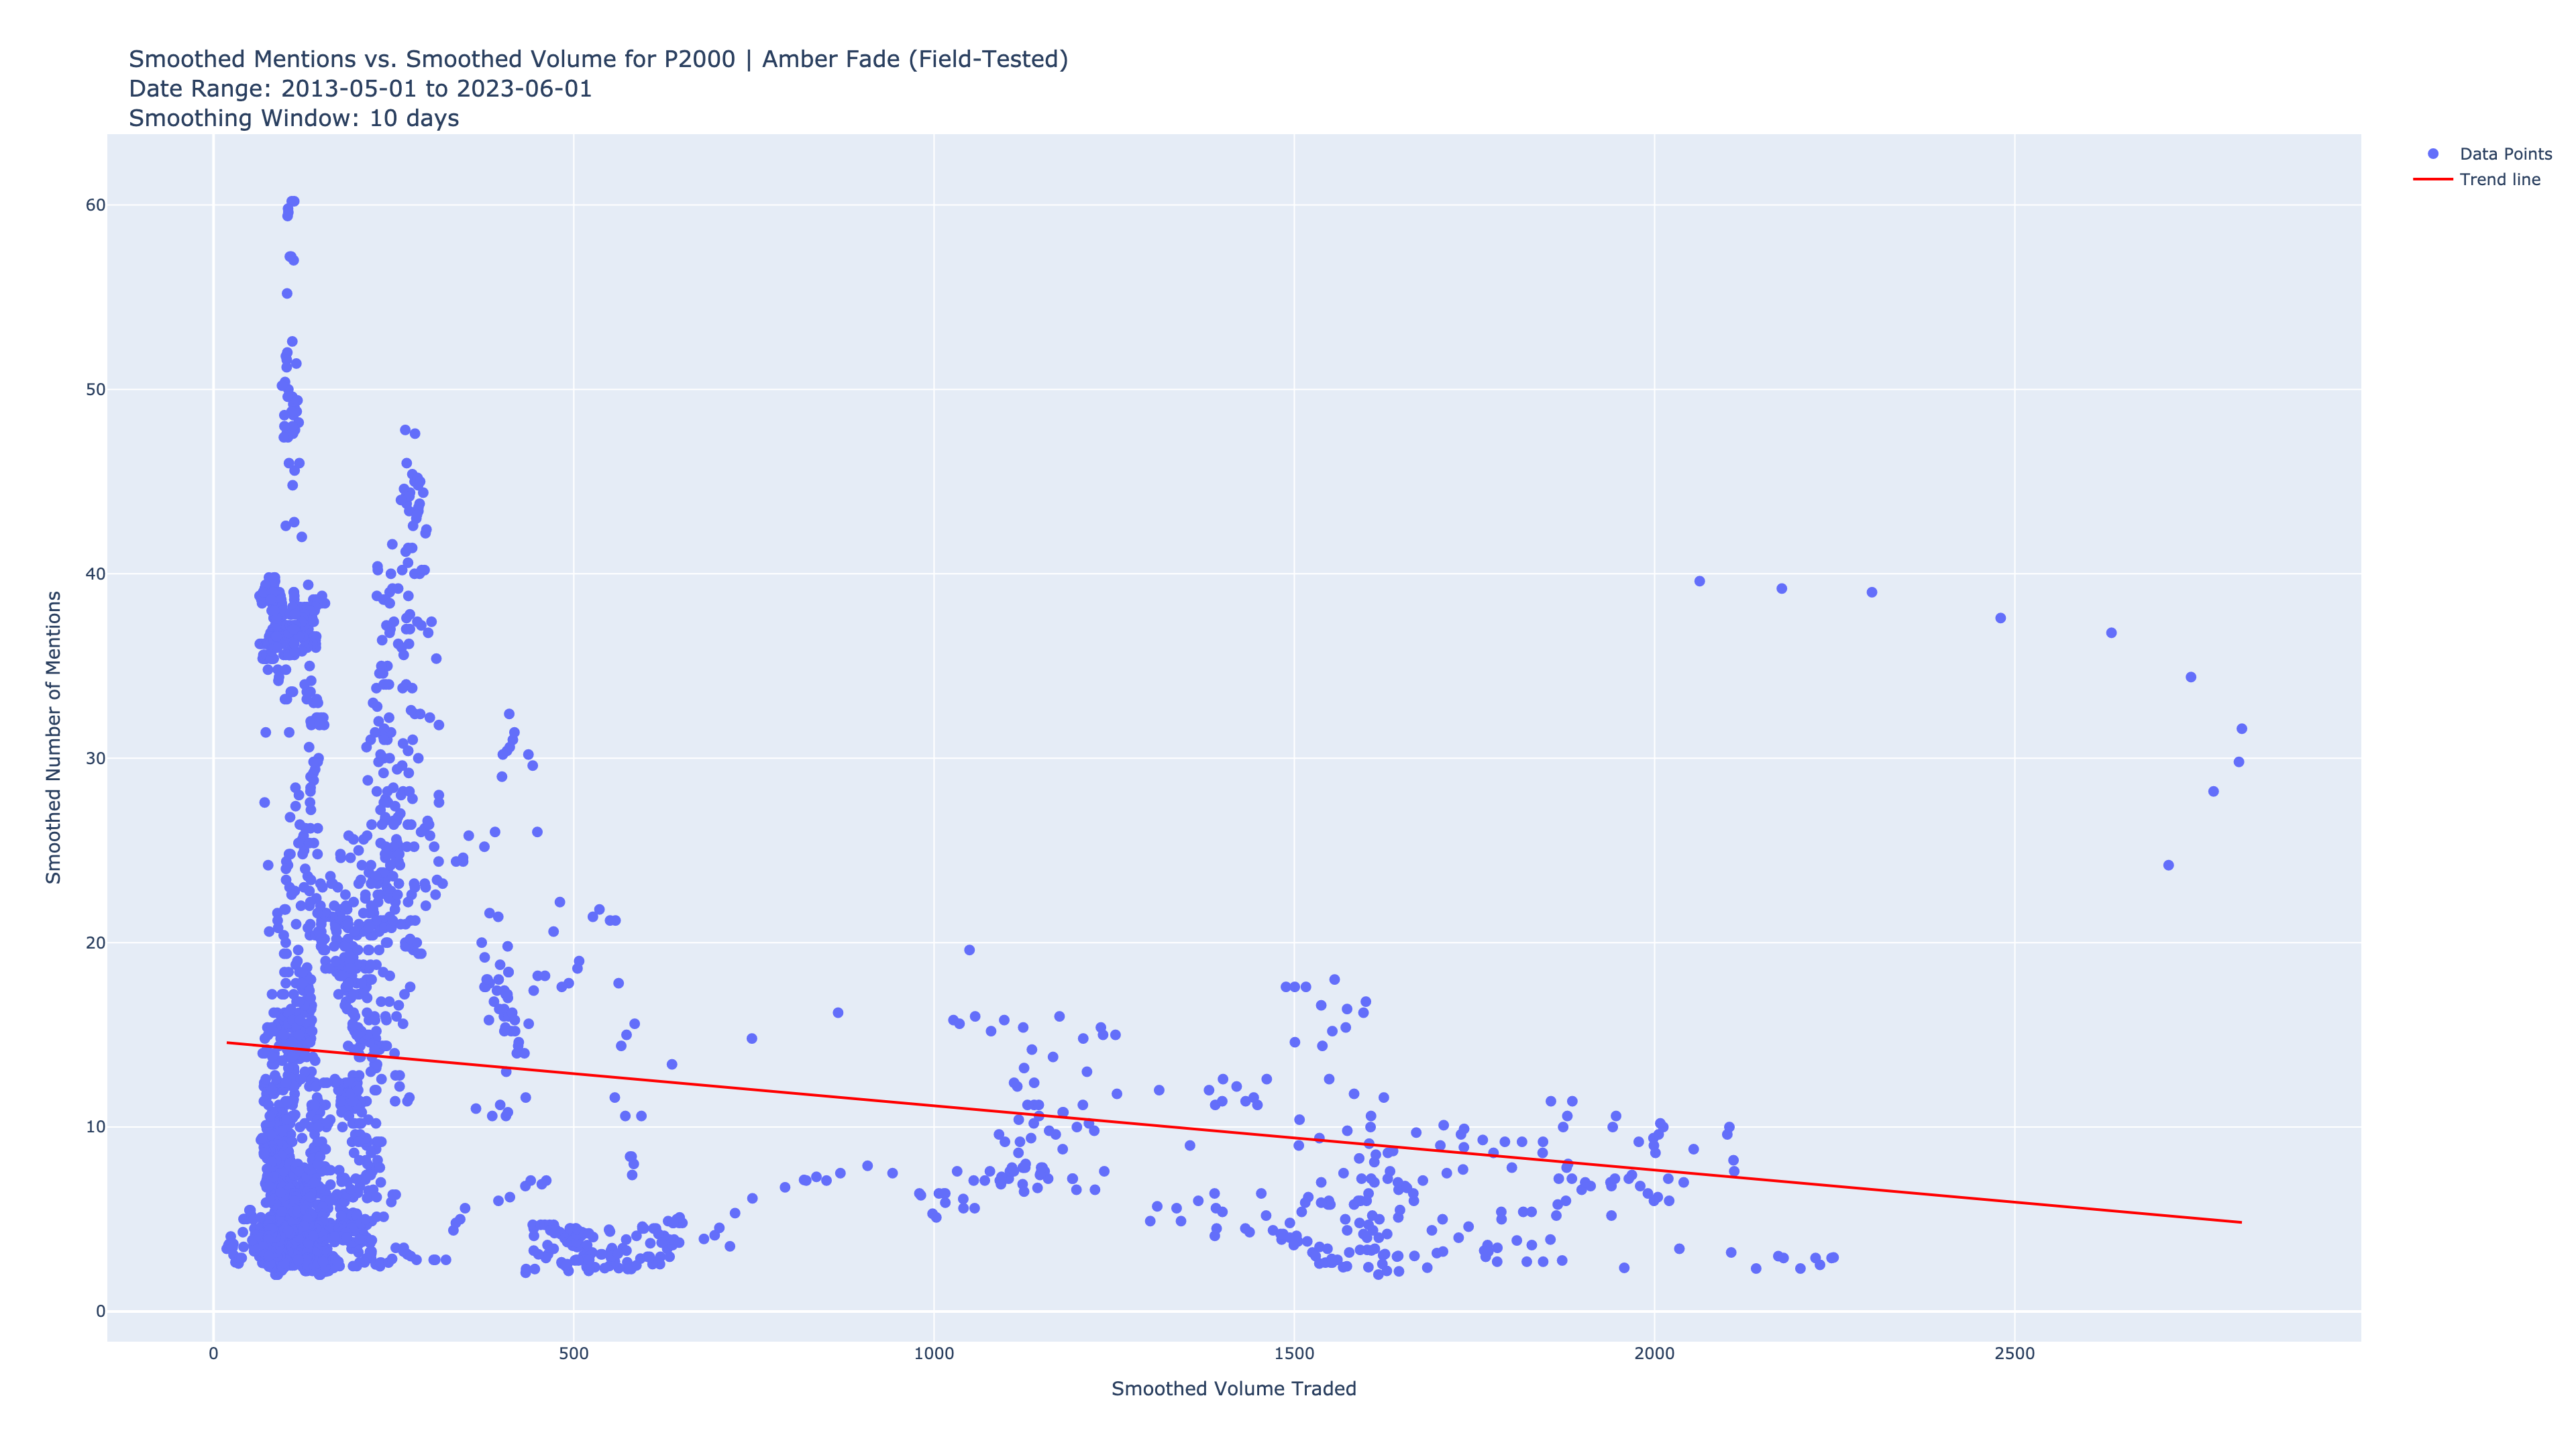 Smoothed Mentions vs. Smoothed Volume for P2000 | Amber Fade (Field-Tested)
Date Range: 2013-05-01 to 2023-06-01
Smoothing Window: 10 days
Data Points
Trend line
60
50
40
30
20
10
0
Smoothed Number of Mentions
0 500 1000 1500 2000 2500
Smoothed Volume Traded